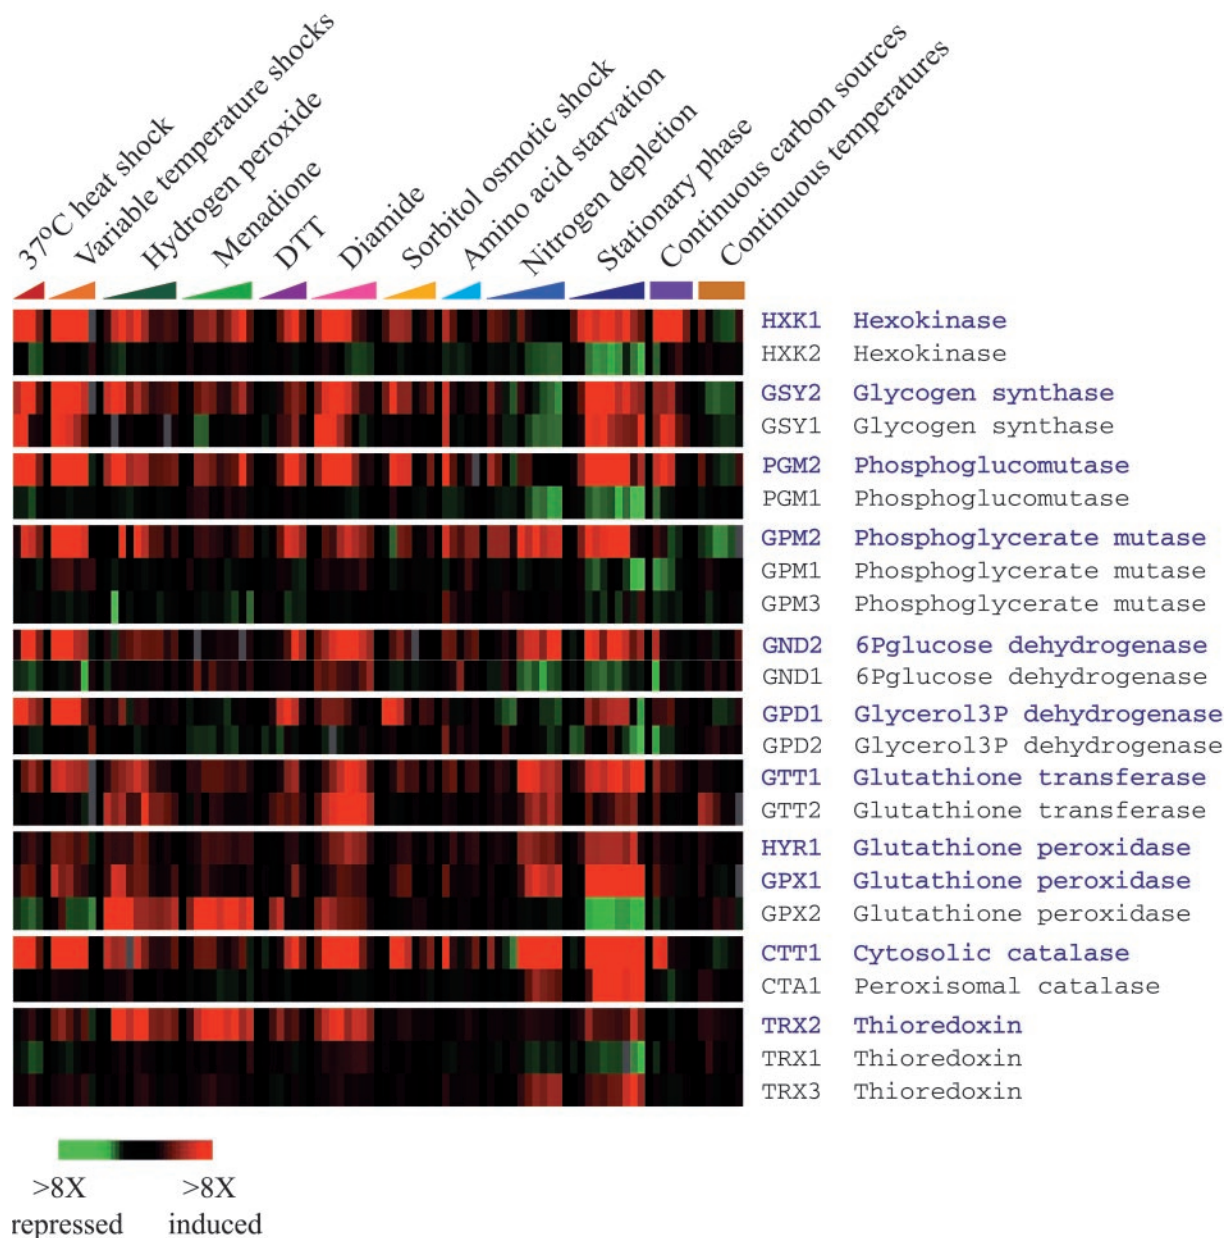 37°C heat shock
Variable temperature shocks
Hydrogen peroxide
Menadione
DTT
Diamide
Sorbitol osmotic shock
Amino acid starvation
Nitrogen depletion
Stationary phase
Continuous carbon sources
Continuous temperatures
HXK1 Hexokinase
HXK2 Hexokinase
GSY2 Glycogen synthase
GSY1 Glycogen synthase
PGM2 Phosphoglucomutase
PGM1 Phosphoglucomutase
GPM2 Phosphoglycerate mutase
GPM1 Phosphoglycerate mutase
GPM3 Phosphoglycerate mutase
GND2 6Pglucose dehydrogenase
GND1 6Pglucose dehydrogenase
GPD1 Glycerol3P dehydrogenase
GPD2 Glycerol3P dehydrogenase
GTT1 Glutathione transferase
GTT2 Glutathione transferase
HYR1 Glutathione peroxidase
GPX1 Glutathione peroxidase
GPX2 Glutathione peroxidase
CTT1 Cytosolic catalase
CTA1 Peroxisomal catalase
TRX2 Thioredoxin
TRX1 Thioredoxin
TRX3 Thioredoxin
>8X >8X
repressed induced